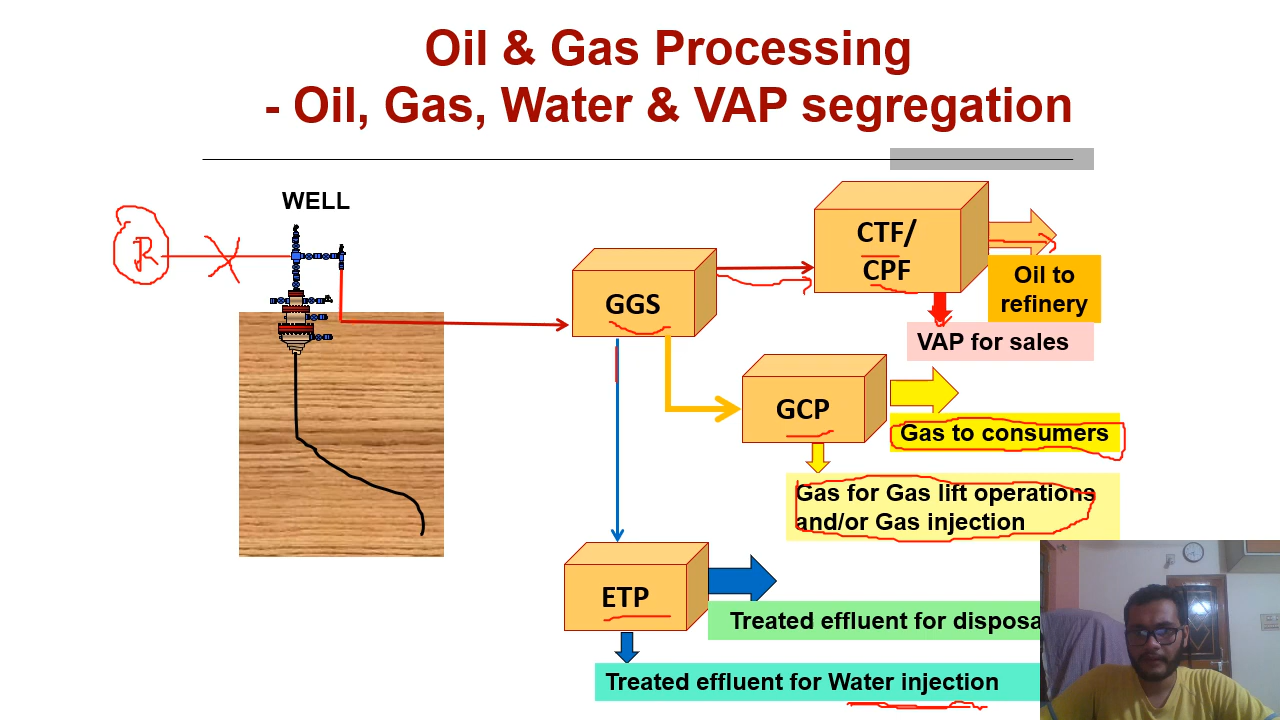 Oil & Gas Processing
- Oil, Gas, Water & VAP segregation
WELL
R
CTF/
CPF
GGS
Oil to
refinery
VAP for sales
GCP
Gas to consumers
Gas for Gas lift operations
and/or Gas injection
ETP
Treated effluent for disposa
Treated effluent for Water injection